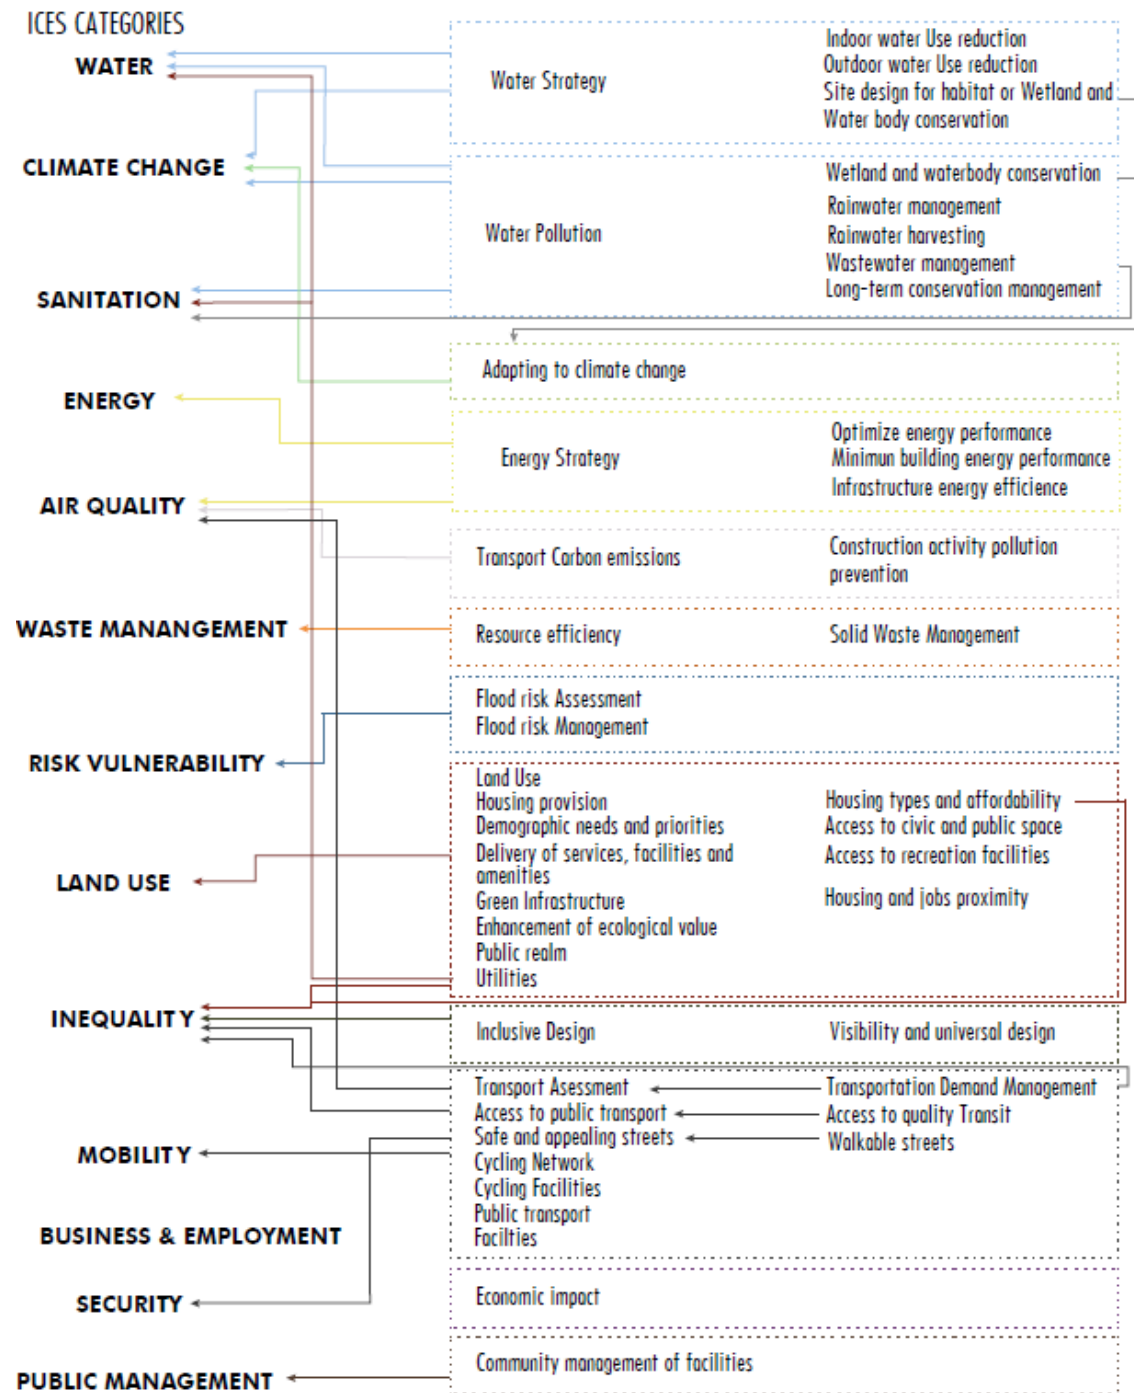 ICES CATEGORIES
WATER
CLIMATE CHANGE
SANITATION
ENERGY
AIR QUALITY
WASTE MANANGEMENT
RISK VULNERABILITY
LAND USE
INEQUALITY
MOBILITY
BUSINESS & EMPLOYMENT
SECURITY
PUBLIC MANAGEMENT
Water Strategy
Indoor water Use reduction
Outdoor water Use reduction
Site design for habitat or Wetland and
Water body conservation
Water Pollution
Wetland and waterbody conservation
Rainwater management
Rainwater harvesting
Wastewater management
Long-term conservation management
Adapting to climate change
Energy Strategy
Optimize energy performance
Minimun building energy performance
Infrastructure energy efficience
Transport Carbon emissions
Construction activity pollution
prevention
Resource efficiency
Solid Waste Management
Flood risk Assessment
Flood risk Management
Land Use
Housing provision
Demographic needs and priorities
Delivery of services, facilities and
amenities
Green Infrastructure
Enhancement of ecological value
Public realm
Utilities
Housing types and affordability
Access to civic and public space
Access to recreation facilities
Housing and jobs proximity
Inclusive Design
Visibility and universal design
Transport Asessment
Access to public transport
Safe and appealing streets
Cycling Network
Cycling Facilities
Public transport
Facilties
Transportation Demand Management
Access to quality Transit
Walkable streets
Economic impact
Community management of facilities